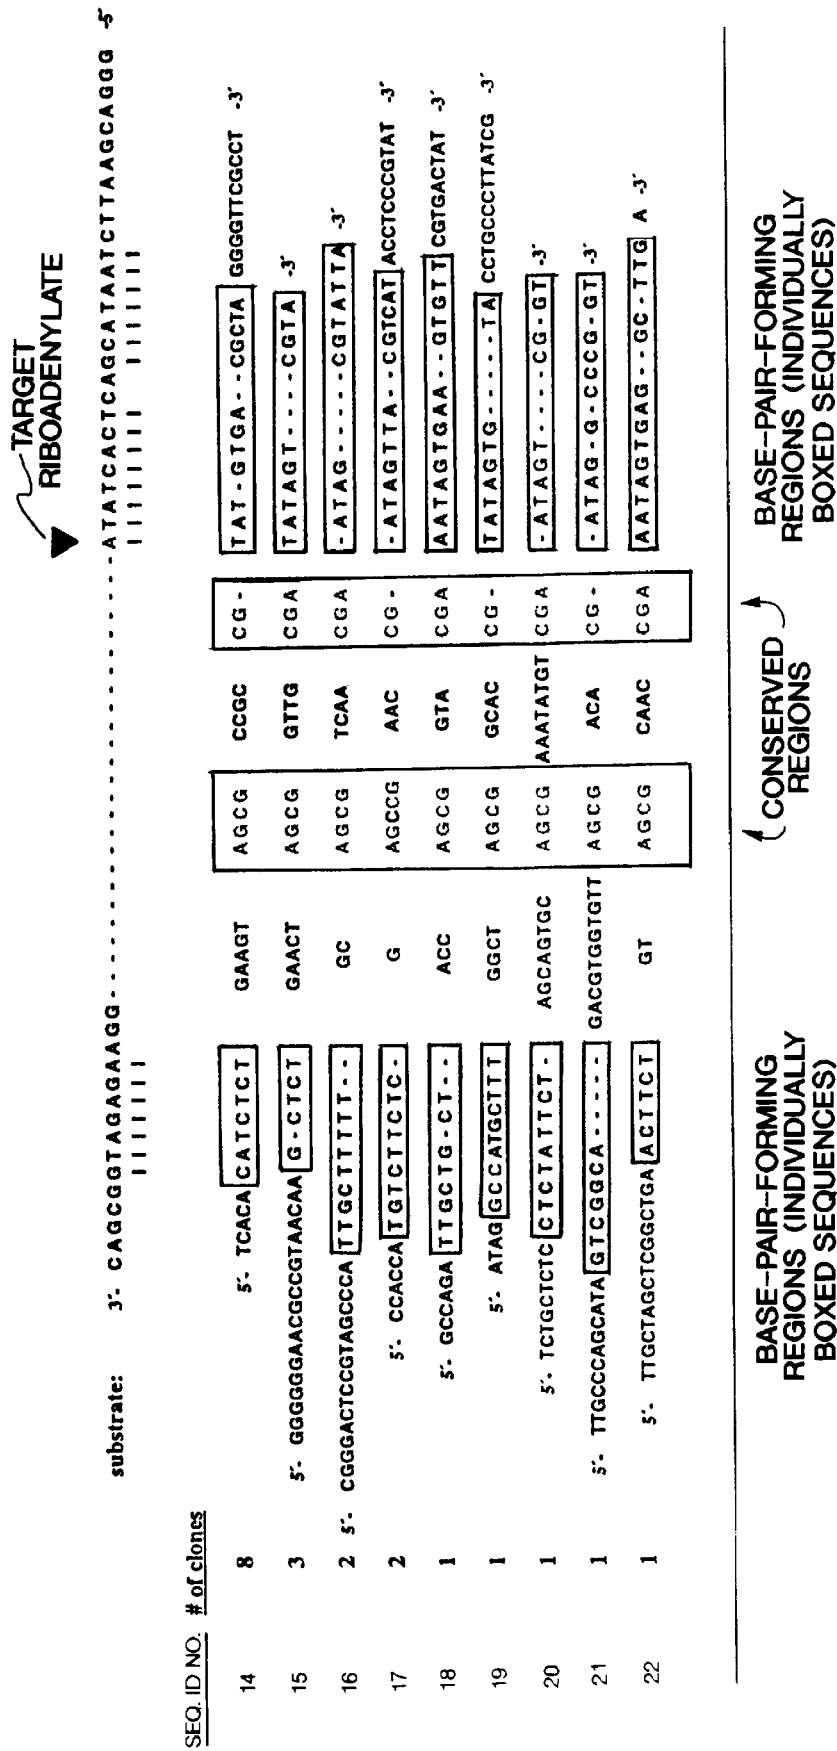 TARGET
RIBOADENYLATE
substrate: 3´- CAGCGGTAGAGAAGG - - - - - - - - - - - - - - - - - - - - - - - - - - - - ATATCACTCAGCATAATCTTAAGCAGGG -5´
SEQ. ID NO. # of clones
14 8 5´- TCACA CATCTCT GAAGT AGCG CCGC CG- TAT-GTGA--CGCTA GGGGTTCGCCT -3´
15 3 5´- GGGGGGAACGCCGTAACAA G-CTCT GAACT AGCG GTTG CGA TATAGT----CGTA -3´
16 2 5´- CGGGACTCCGTAGCCCA TTGCTTTTT-- GC AGCG TCAA CGA -ATAG-----CGTATTA -3´
17 2 5´- CCACCA TGTCTTCTC- G AGCCG AAC CG- -ATAGTTA--CGTCAT ACCTCCCGTAT -3´
18 1 5´- GCCAGA TTGCTG-CT-- ACC AGCG GTA CGA AATAGTGAA--GTGTT CGTGACTAT -3´
19 1 5´- ATAG GCCATGCTTT GGCT AGCG GCAC CG- TATAGTG-----TA CCTGCCCTTATCG -3´
20 1 5´- TCTGCTCTC CTCTATTCT- AGCAGTGC AGCG AAATATGT CGA -ATAGT----CG-GT -3´
21 1 5´- TTGCCCAGCATA GTCGGCA----- GACGTGGTGTT AGCG ACA CG- -ATAG-G-CCCG-GT -3´
22 1 5´- TTGCTAGCTCGGCTGA ACTTCT GT AGCG CAAC CGA AATAGTGAG--GC-TTG A -3´
BASE–PAIR–FORMING
REGIONS (INDIVIDUALLY
BOXED SEQUENCES)
CONSERVED
REGIONS
BASE–PAIR–FORMING
REGIONS (INDIVIDUALLY
BOXED SEQUENCES)